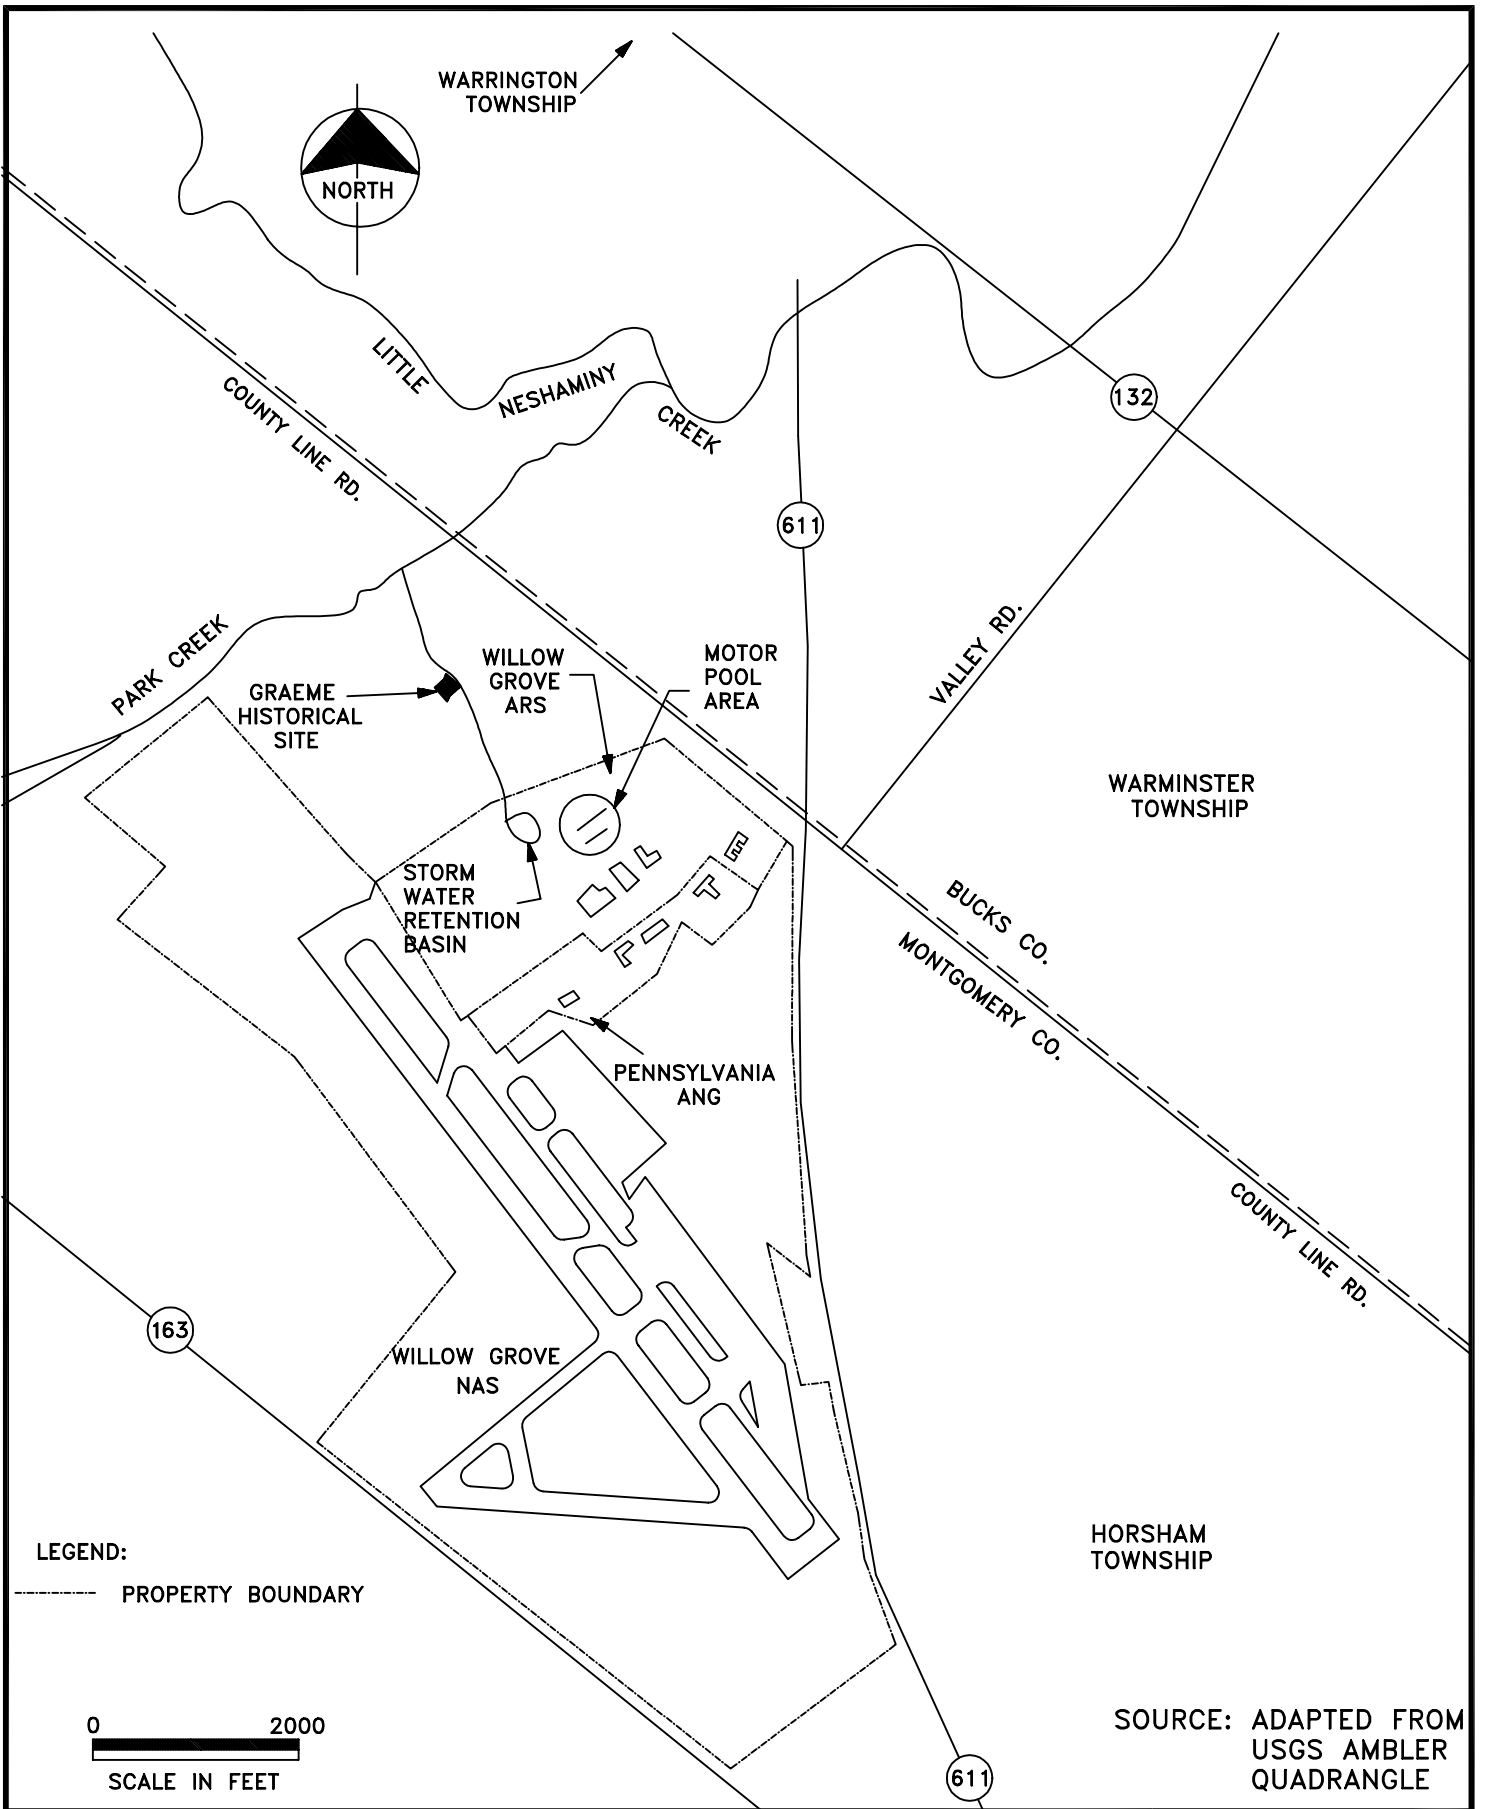 WARRINGTON
TOWNSHIP
NORTH
LITTLE
NESHAMINY
CREEK
COUNTY LINE RD.
132
611
PARK CREEK
VALLEY RD.
WILLOW
GROVE
ARS
MOTOR
POOL
AREA
GRAEME
HISTORICAL
SITE
WARMINSTER
TOWNSHIP
STORM
WATER
RETENTION
BASIN
BUCKS CO.
MONTGOMERY CO.
PENNSYLVANIA
ANG
COUNTY LINE RD.
163
WILLOW GROVE
NAS
HORSHAM
TOWNSHIP
LEGEND:
PROPERTY BOUNDARY
0 2000
SCALE IN FEET
611
SOURCE: ADAPTED FROM
USGS AMBLER
QUADRANGLE